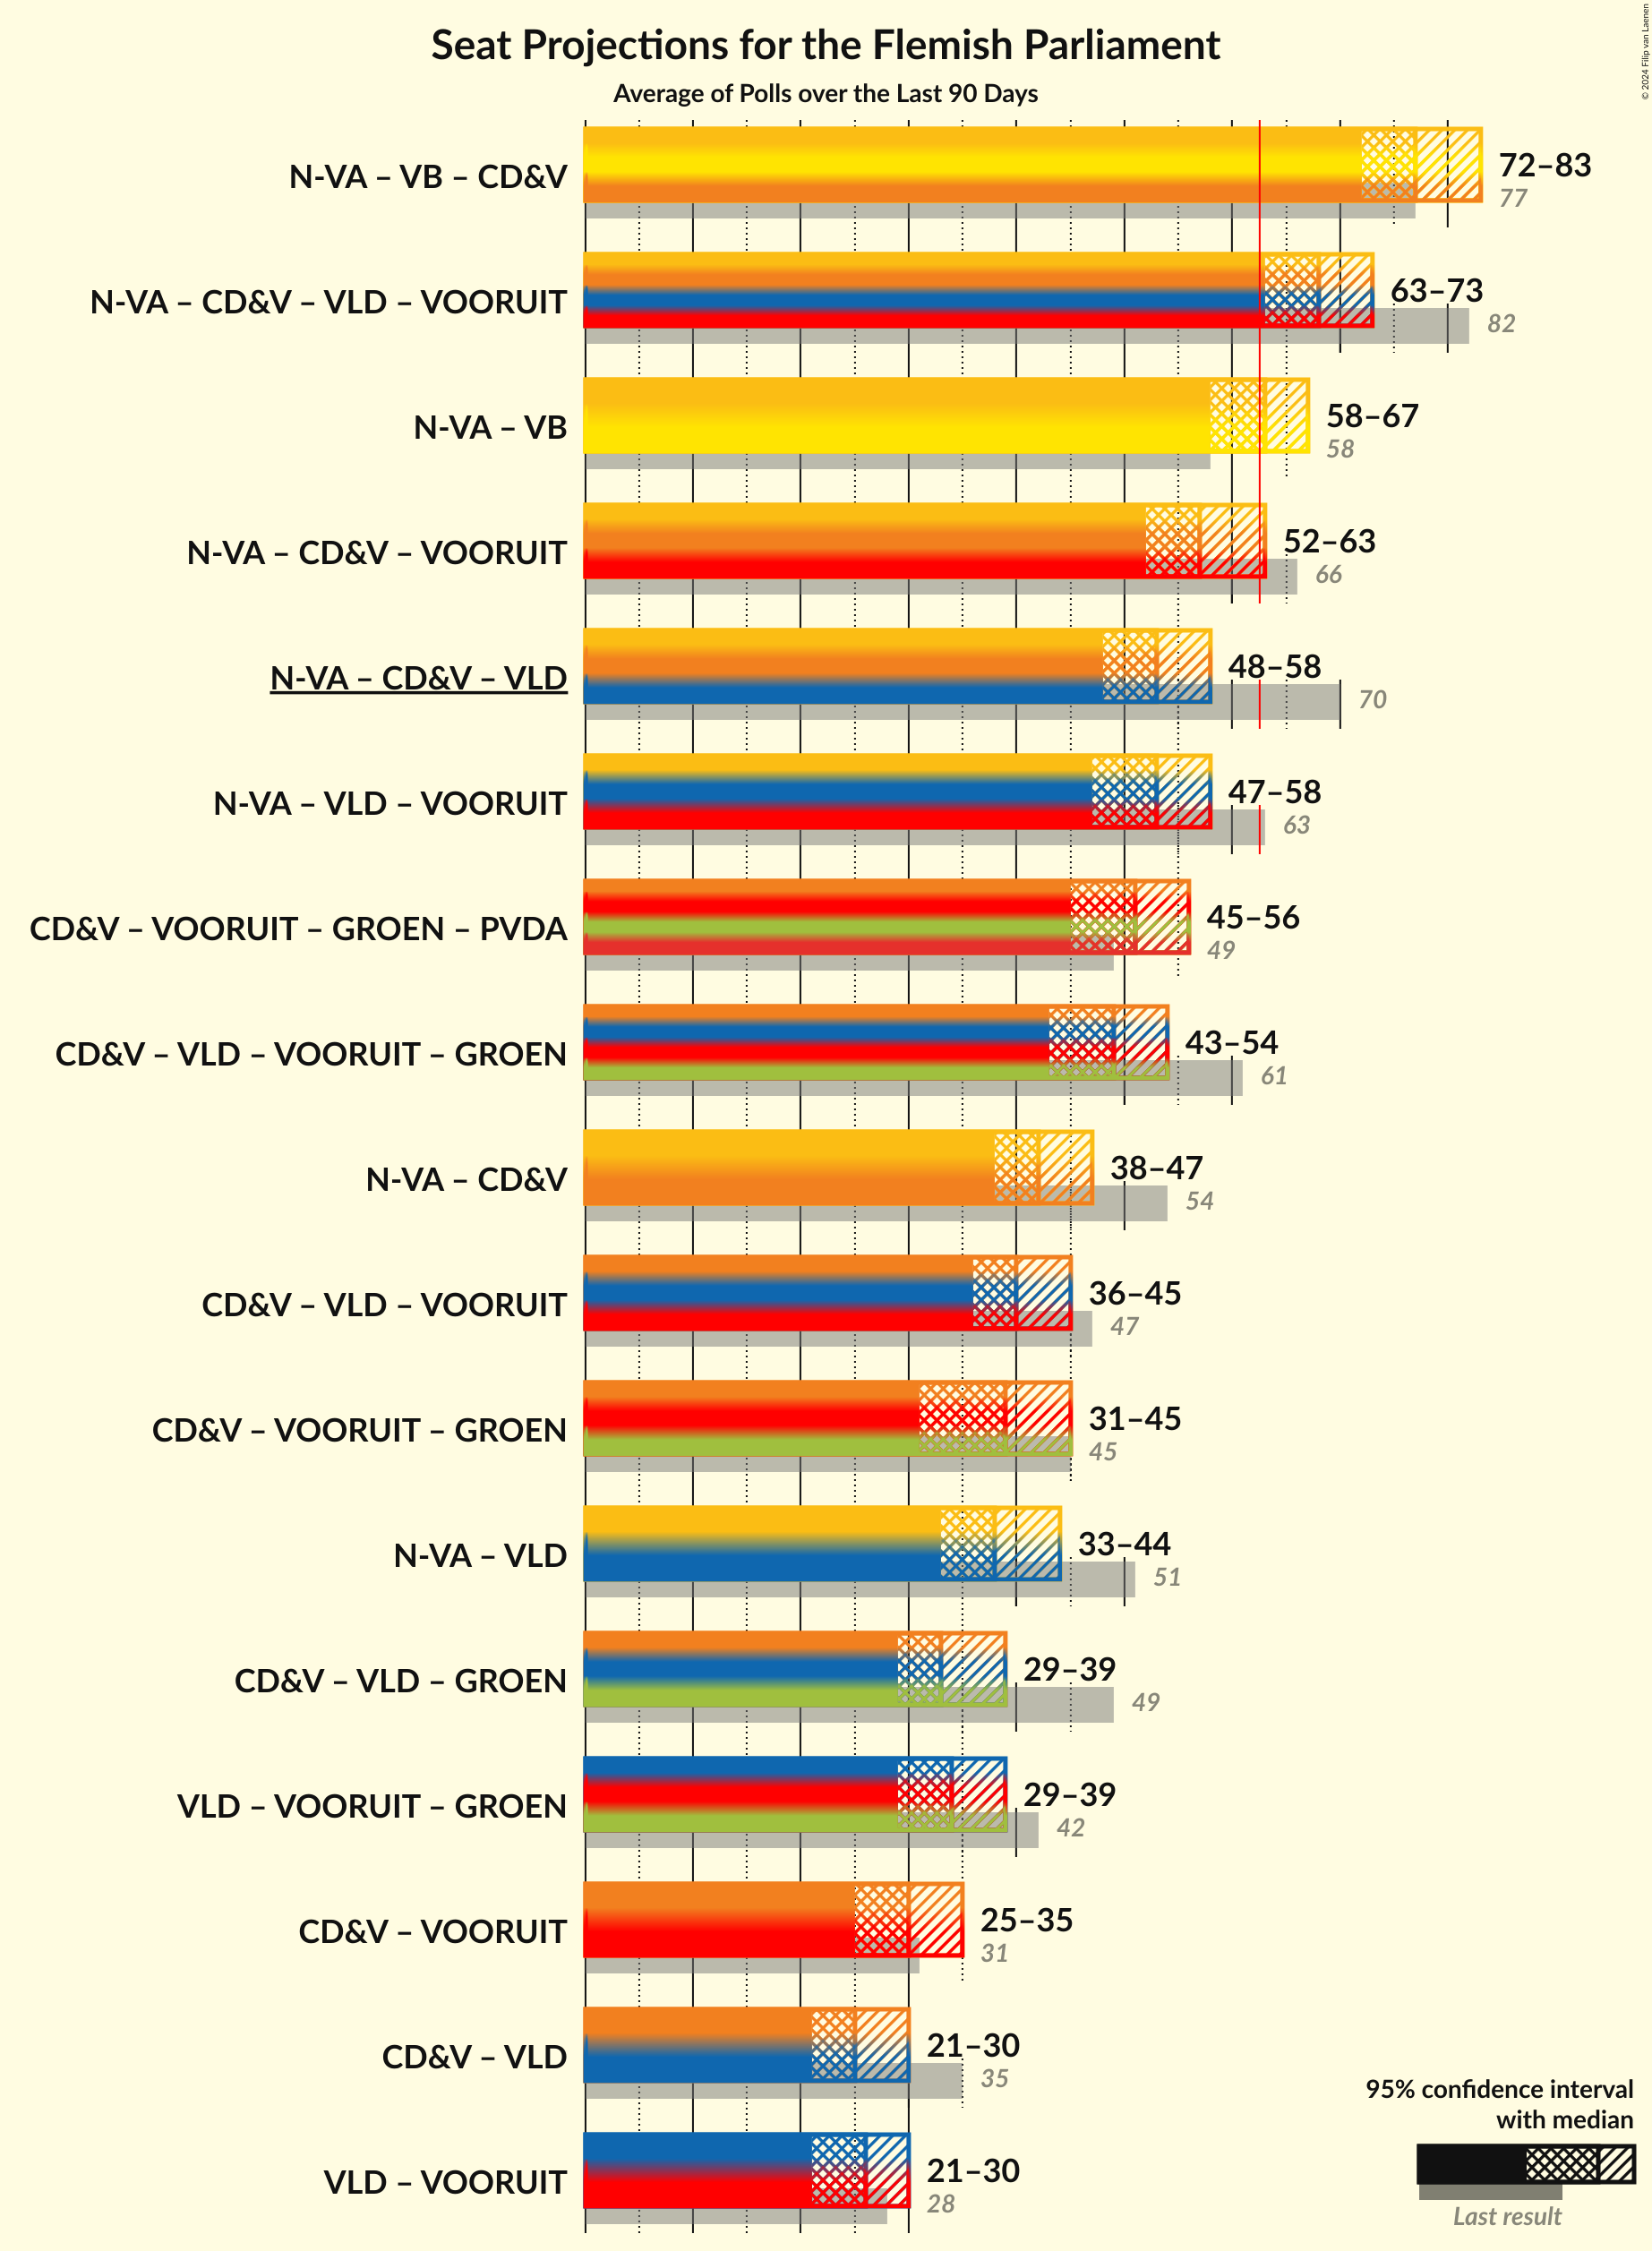 Seat Projections for the Flemish Parliament
Average of Polls over the Last 90 Days
© 2024 Filip van Laenen
N-VA – VB – CD&V
72–83
77
N-VA – CD&V – VLD – VOORUIT
63–73
82
N-VA – VB
58–67
58
N-VA – CD&V – VOORUIT
52–63
66
N-VA – CD&V – VLD
48–58
70
N-VA – VLD – VOORUIT
47–58
63
CD&V – VOORUIT – GROEN – PVDA
45–56
49
CD&V – VLD – VOORUIT – GROEN
43–54
61
N-VA – CD&V
38–47
54
CD&V – VLD – VOORUIT
36–45
47
CD&V – VOORUIT – GROEN
31–45
45
N-VA – VLD
33–44
51
CD&V – VLD – GROEN
29–39
49
VLD – VOORUIT – GROEN
29–39
42
CD&V – VOORUIT
25–35
31
CD&V – VLD
21–30
35
VLD – VOORUIT
21–30
28
95% confidence interval
with median
Last result